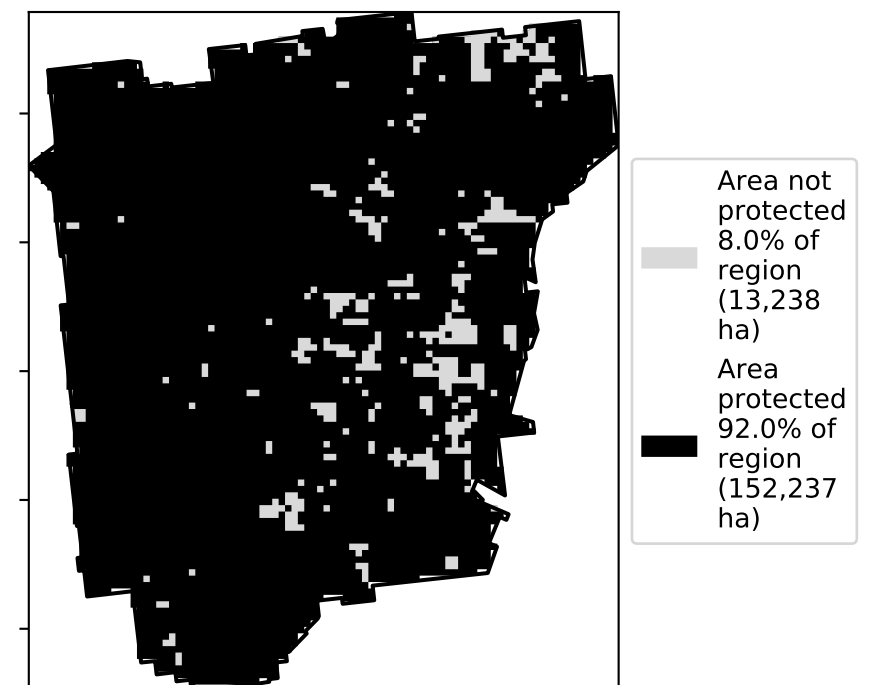 Area not
protected
8.0% of
region
(13,238
ha)
Area
protected
92.0% of
region
(152,237
ha)